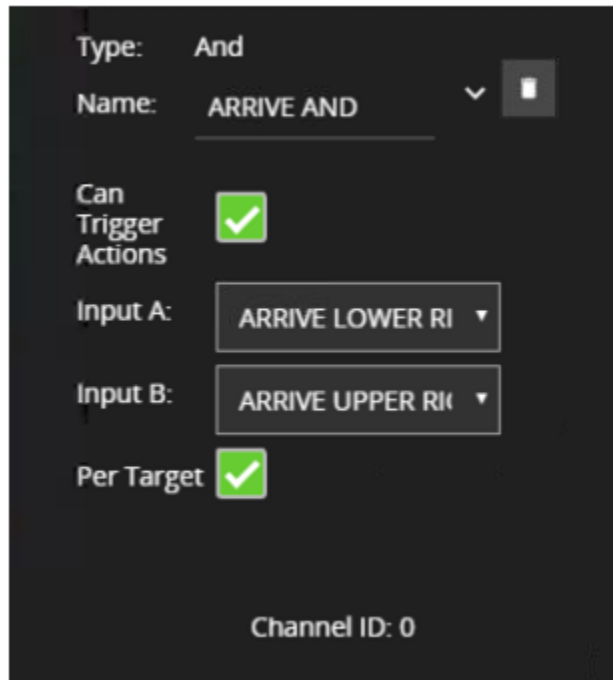 Type: And
Name: ARRIVE AND
Can
Trigger
Actions
Input A: ARRIVE LOWER RI
Input B: ARRIVE UPPER RI
Per Target
Channel ID: 0